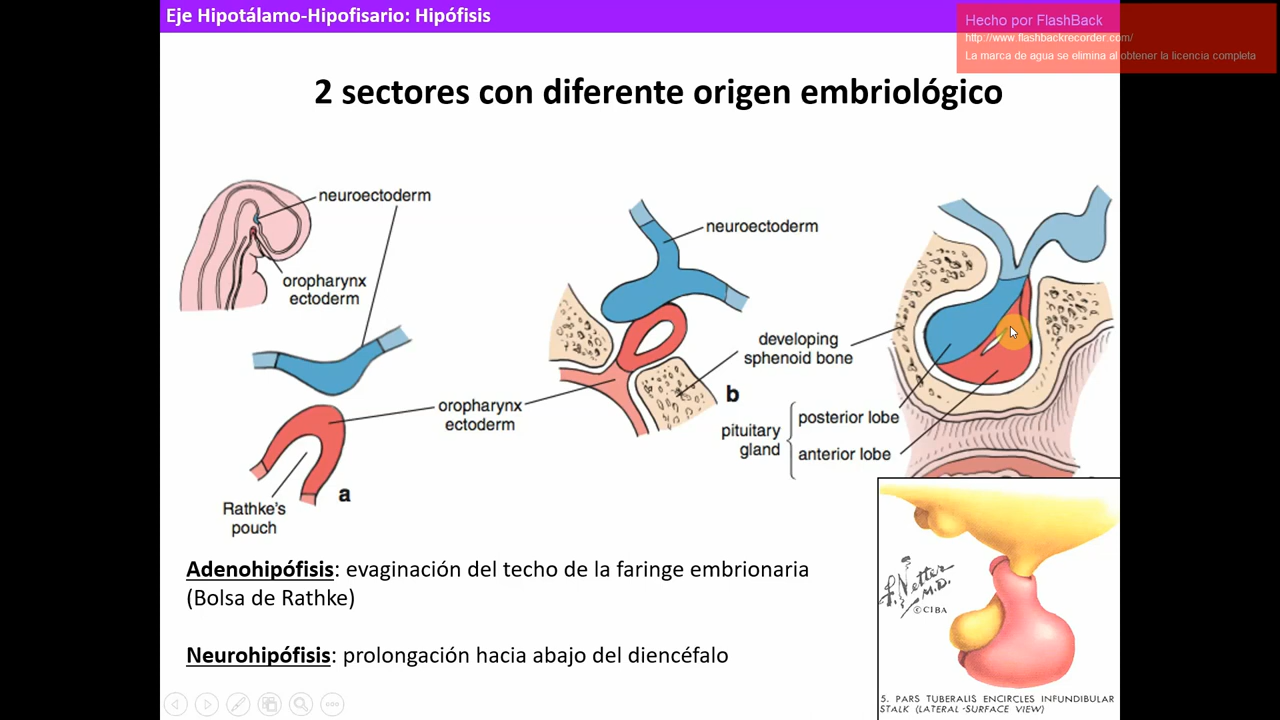 Eje Hipotálamo-Hipofisario: Hipófisis
Hecho por FlashBack
http://www.flashbackrecorder.com/
La marca de agua se elimina al obtener la licencia completa
2 sectores con diferente origen embriológico
neuroectoderm
oropharynx
ectoderm
Rathke's
pouch
a
oropharynx
ectoderm
neuroectoderm
developing
sphenoid bone
b
pituitary
gland
posterior lobe
anterior lobe
Adenohipófisis: evaginación del techo de la faringe embrionaria
(Bolsa de Rathke)
Neurohipófisis: prolongación hacia abajo del diencéfalo
F. Netter
M.D.
© CIBA
5. PARS TUBERALIS ENCIRCLES INFUNDIBULAR
STALK (LATERAL-SURFACE VIEW)